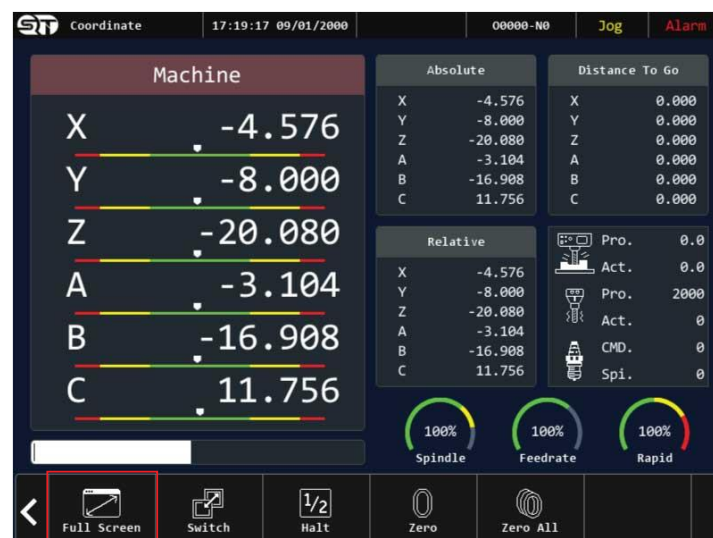 ST Coordinate 17:19:17 09/01/2000 O0000-N0 Jog Alarm
Machine
X -4.576
Y -8.000
Z -20.080
A -3.104
B -16.908
C 11.756
Absolute
X -4.576
Y -8.000
Z -20.080
A -3.104
B -16.908
C 11.756
Distance To Go
X 0.000
Y 0.000
Z 0.000
A 0.000
B 0.000
C 0.000
Relative
X -4.576
Y -8.000
Z -20.080
A -3.104
B -16.908
C 11.756
Pro. 0.0
Act. 0.0
Pro. 2000
Act. 0
CMD. 0
Spi. 0
100% 100% 100%
Spindle Feedrate Rapid
1/2
Full Screen Switch Halt Zero Zero All